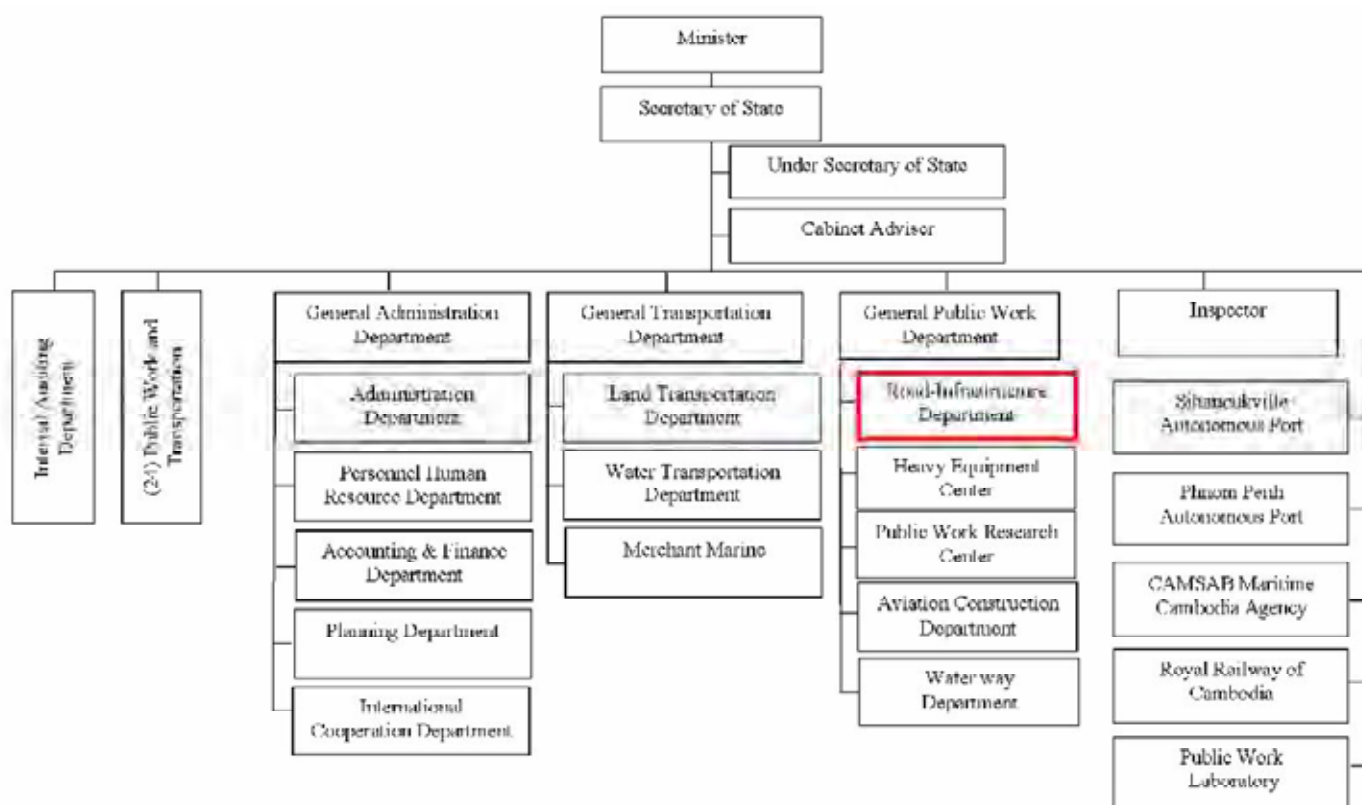 Minister
Secretary of State
Under Secretary of State
Cabinet Advisor
Internal Auditing
Department
(24) Public Work and
Transportation
General Administration
Department
General Transportation
Department
General Public Work
Department
Inspector
Administration
Department
Personnel Human
Resource Department
Accounting & Finance
Department
Planning Department
International
Cooperation Department
Land Transportation
Department
Water Transportation
Department
Merchant Marine
Road-Infrastructure
Department
Heavy Equipment
Center
Public Work Research
Center
Aviation Construction
Department
Water way
Department
Sihanoukville
Autonomous Port
Phnom Penh
Autonomous Port
CAMSAB Maritime
Cambodia Agency
Royal Railway of
Cambodia
Public Work
Laboratory